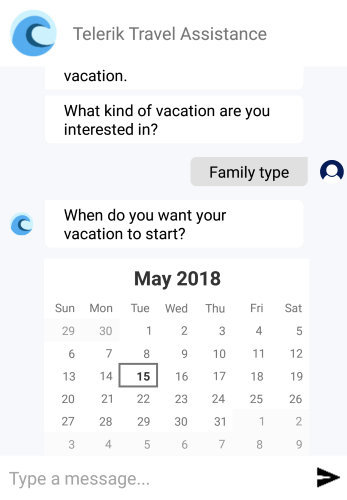 Telerik Travel Assistance
vacation.
What kind of vacation are you
interested in?
Family type
When do you want your
vacation to start?
May 2018
Sun Mon Tue Wed Thu Fri Sat
29 30 1 2 3 4 5
6 7 8 9 10 11 12
13 14 15 16 17 18 19
20 21 22 23 24 25 26
27 28 29 30 31 1 2
3 4 5 6 7 8 9
Type a message...